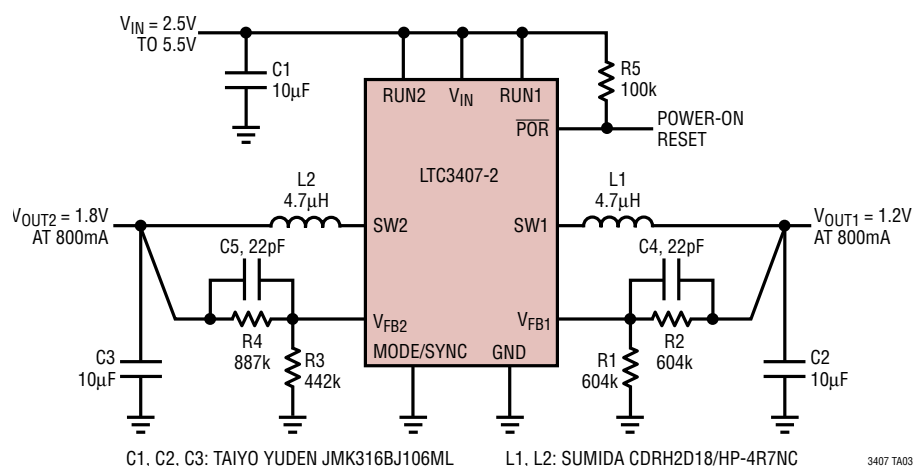 VIN = 2.5V
TO 5.5V
C1
10µF
RUN2
VIN
RUN1
R5
100k
POR
POWER-ON
RESET
LTC3407-2
L2
4.7µH
L1
4.7µH
VOUT2 = 1.8V
AT 800mA
SW2
SW1
VOUT1 = 1.2V
AT 800mA
C5, 22pF
C4, 22pF
VFB2
VFB1
R4
887k
R2
604k
MODE/SYNC
GND
C3
10µF
R3
442k
R1
604k
C2
10µF
C1, C2, C3: TAIYO YUDEN JMK316BJ106ML
L1, L2: SUMIDA CDRH2D18/HP-4R7NC
3407 TA03